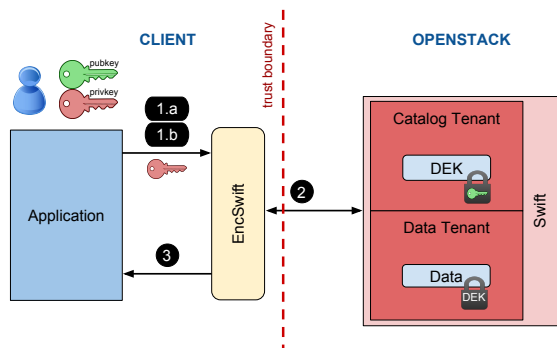 CLIENT
trust boundary
OPENSTACK
pubkey
privkey
1.a
1.b
Application
EncSwift
2
3
Catalog Tenant
DEK
Data Tenant
Data
DEK
Swift